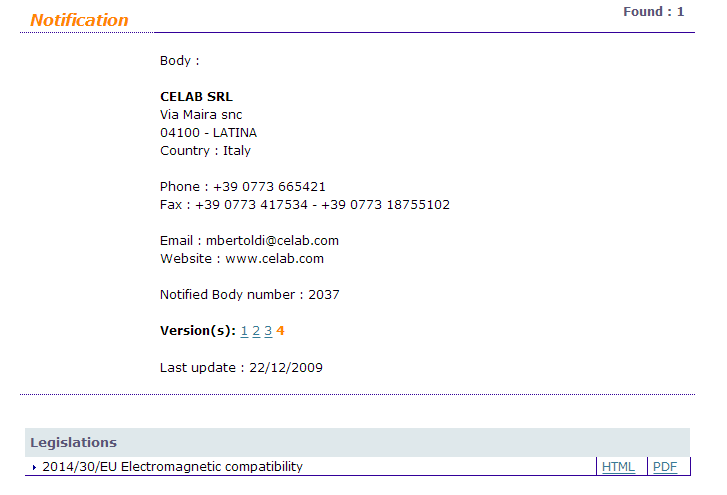 Notification
Found : 1
Body :
CELAB SRL
Via Maira snc
04100 - LATINA
Country : Italy
Phone : +39 0773 665421
Fax : +39 0773 417534 - +39 0773 18755102
Email : mbertoldi@celab.com
Website : www.celab.com
Notified Body number : 2037
Version(s): 1 2 3 4
Last update : 22/12/2009
Legislations
2014/30/EU Electromagnetic compatibility HTML PDF